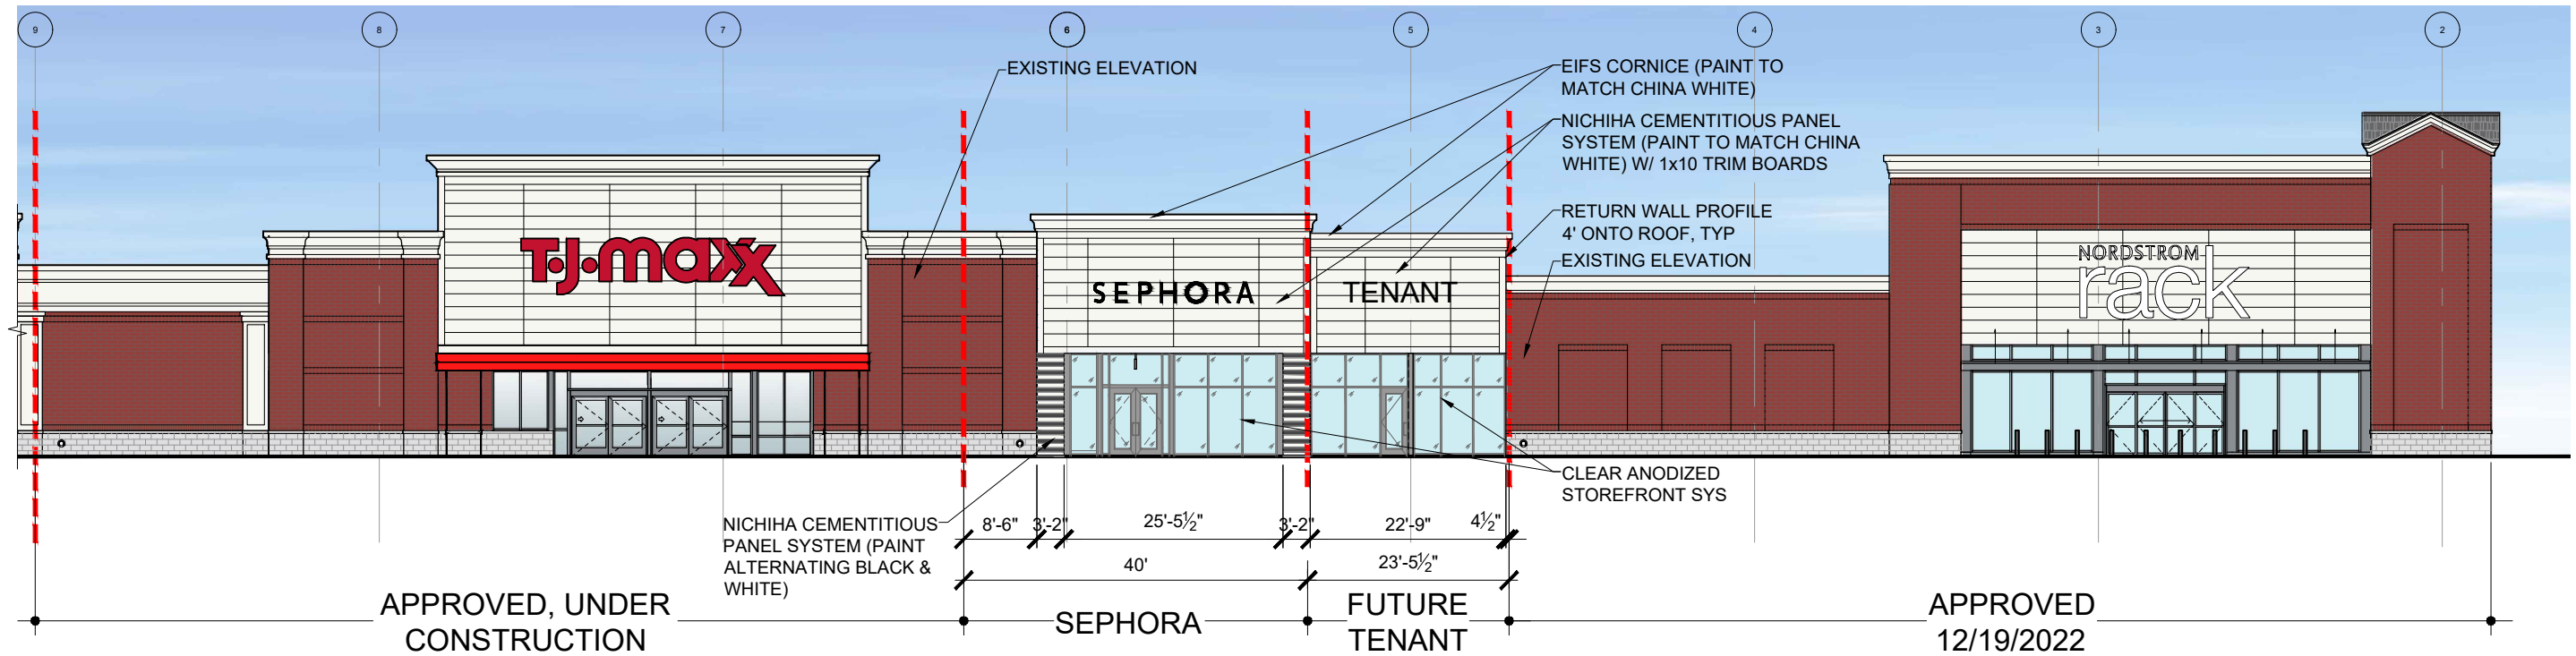 9
8
7
6
5
4
3
2
EXISTING ELEVATION
EIFS CORNICE (PAINT TO
MATCH CHINA WHITE)
NICHIHA CEMENTITIOUS PANEL
SYSTEM (PAINT TO MATCH CHINA
WHITE) W/ 1x10 TRIM BOARDS
RETURN WALL PROFILE
4' ONTO ROOF, TYP
EXISTING ELEVATION
T·J·maxx
SEPHORA
TENANT
NORDSTROM
rack
CLEAR ANODIZED
STOREFRONT SYS
NICHIHA CEMENTITIOUS
PANEL SYSTEM (PAINT
ALTERNATING BLACK &
WHITE)
8'-6"
3'-2"
25'-5½"
3'-2"
22'-9"
4½"
40'
23'-5½"
APPROVED, UNDER
CONSTRUCTION
SEPHORA
FUTURE
TENANT
APPROVED
12/19/2022